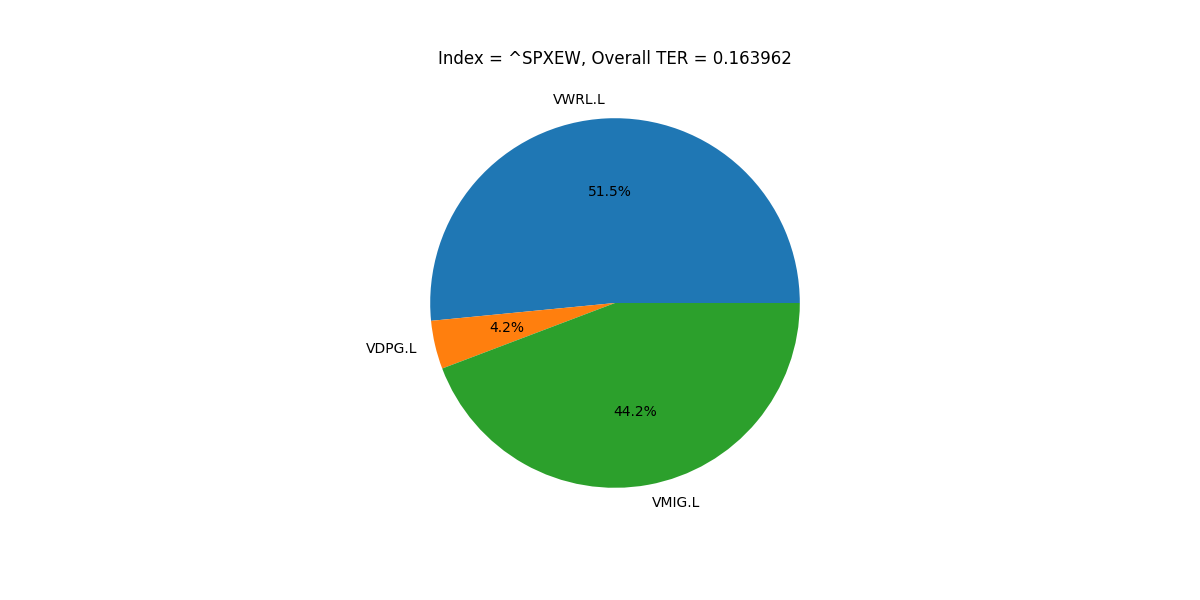 Index = ^SPXEW, Overall TER = 0.163962
VWRL.L
51.5%
4.2%
VDPG.L
44.2%
VMIG.L